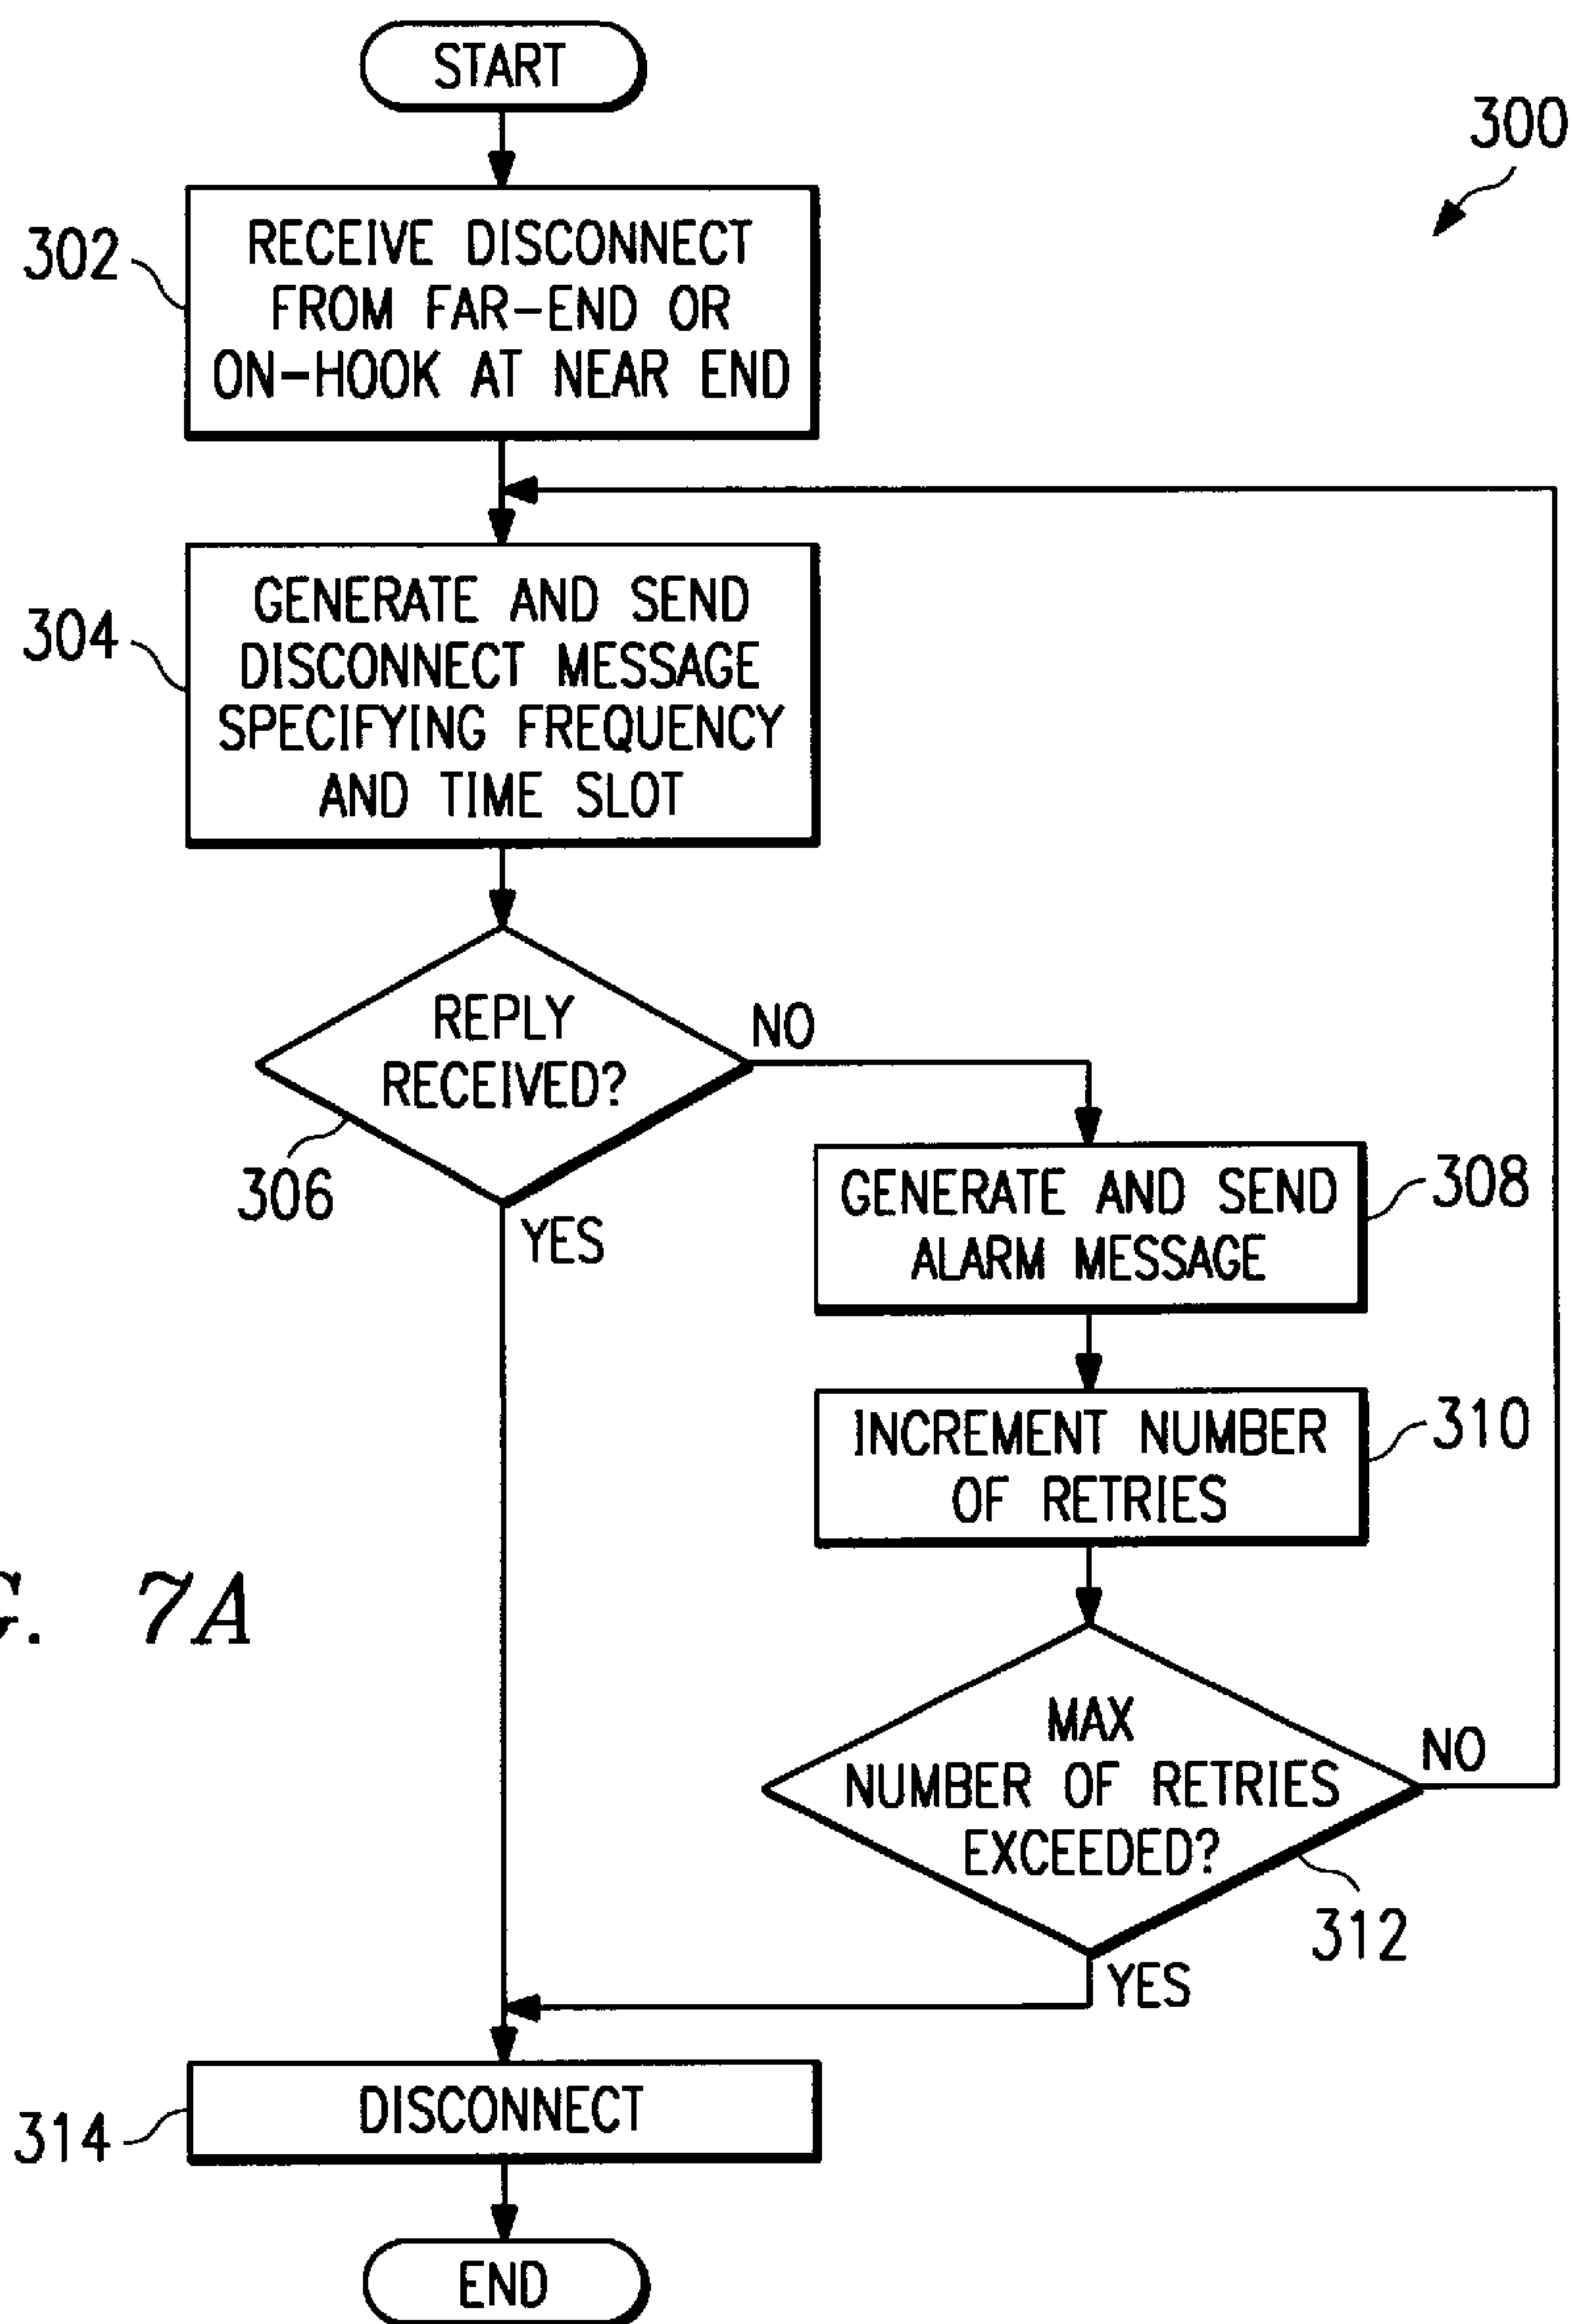 START
300
302
RECEIVE DISCONNECT
FROM FAR-END OR
ON-HOOK AT NEAR END
304
GENERATE AND SEND
DISCONNECT MESSAGE
SPECIFYING FREQUENCY
AND TIME SLOT
REPLY
RECEIVED?
NO
306
YES
GENERATE AND SEND
ALARM MESSAGE
308
INCREMENT NUMBER
OF RETRIES
310
7A
MAX
NUMBER OF RETRIES
EXCEEDED?
NO
312
YES
DISCONNECT
314
END